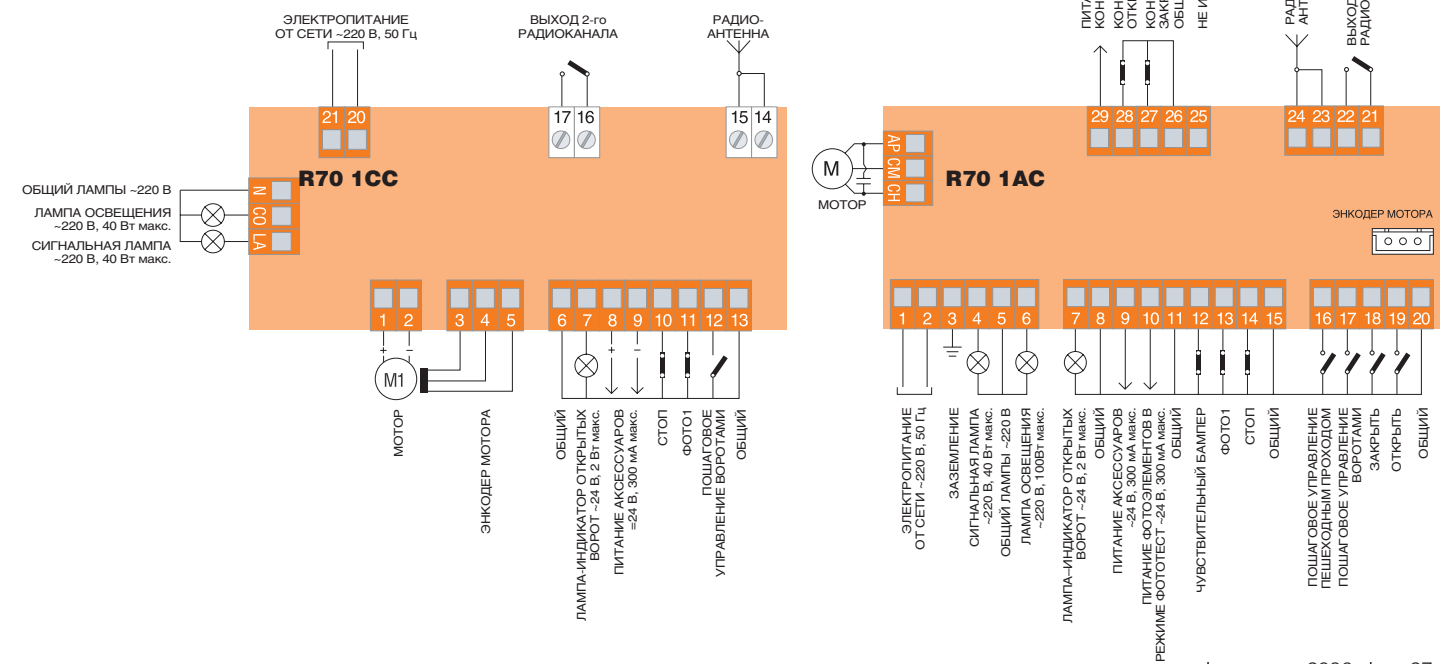 ЭЛЕКТРОПИТАНИЕ
ОТ СЕТИ ~220 В, 50 Гц
ВЫХОД 2-го
РАДИОКАНАЛА
РАДИО-
АНТЕННА
21 20
17 16
15 14
R70 1CC
ОБЩИЙ ЛАМПЫ ~220 В
ЛАМПА ОСВЕЩЕНИЯ
~220 В, 40 Вт макс.
СИГНАЛЬНАЯ ЛАМПА
~220 В, 40 Вт макс.
N
CO
LA
1 2
3 4 5
6 7 8 9 10 11 12 13
+ −
+ −
M1
МОТОР
ЭНКОДЕР МОТОРА
ОБЩИЙ
ЛАМПА-ИНДИКАТОР ОТКРЫТЫХ
ВОРОТ ~24 В, 2 Вт макс.
ПИТАНИЕ АКСЕССУАРОВ
=24 В, 300 мА макс.
СТОП
ФОТО1
ПОШАГОВОЕ
УПРАВЛЕНИЕ ВОРОТАМИ
ОБЩИЙ
29 28 27 26 25
24 23 22 21
M
МОТОР
AP
CM
CH
R70 1AC
ЭНКОДЕР МОТОРА
1 2 3 4 5 6
7 8 9 10 11 12 13 14 15
16 17 18 19 20
ЭЛЕКТРОПИТАНИЕ
ОТ СЕТИ ~220 В, 50 Гц
ЗАЗЕМЛЕНИЕ
СИГНАЛЬНАЯ ЛАМПА
~220 В, 40 Вт макс.
ОБЩИЙ ЛАМПЫ ~220 В
ЛАМПА ОСВЕЩЕНИЯ
~220 В, 100Вт макс.
ЛАМПА–ИНДИКАТОР ОТКРЫТЫХ
ВОРОТ ~24 В, 2 Вт макс.
ОБЩИЙ
ПИТАНИЕ АКСЕССУАРОВ
~24 В, 300 мА макс.
ПИТАНИЕ ФОТОЭЛЕМЕНТОВ В
РЕЖИМЕ ФОТОТЕСТ ~24 В, 300 мА макс.
ОБЩИЙ
ЧУВСТВИТЕЛЬНЫЙ БАМПЕР
ФОТО1
СТОП
ОБЩИЙ
ПОШАГОВОЕ УПРАВЛЕНИЕ
ПЕШЕХОДНЫМ ПРОХОДОМ
ПОШАГОВОЕ УПРАВЛЕНИЕ
ВОРОТАМИ
ЗАКРЫТЬ
ОТКРЫТЬ
ОБЩИЙ